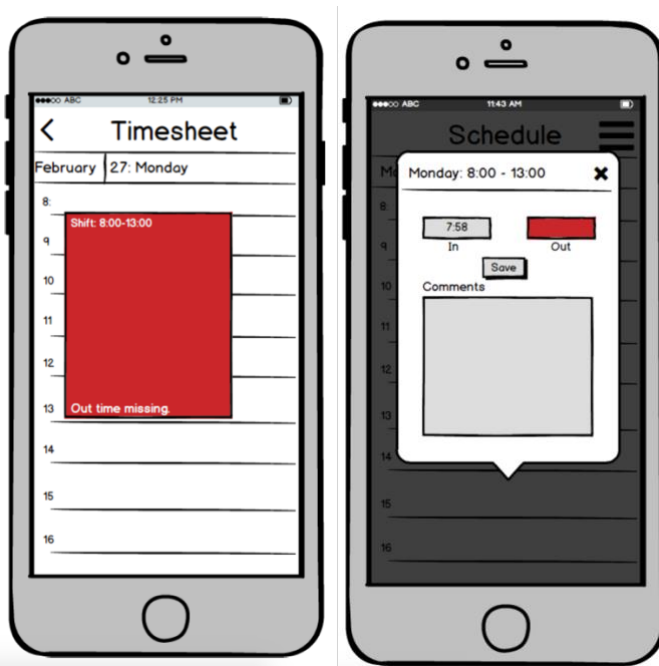 ABC 12:25 PM
Timesheet
February 27: Monday
8:
Shift: 8:00-13:00
9
10
11
12
13 Out time missing.
14
15
16
ABC 11:43 AM
Schedule
Mo
Monday: 8:00 - 13:00
8
7:58
9 In Out
Save
10 Comments
11
12
13
14
15
16